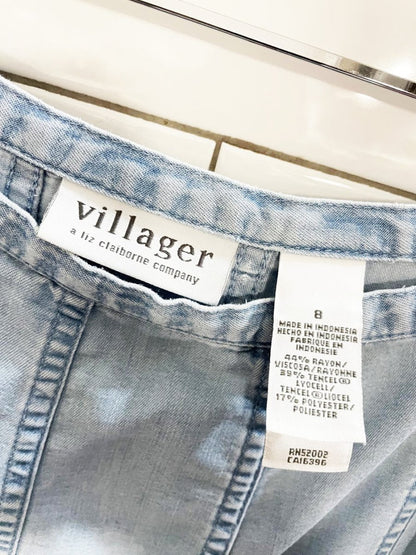 villager
a liz claiborne company
8
MADE IN INDONESIA
HECHO EN INDONESIA
FABRIQUE EN
INDONESIE
44% RAYON/
VISCOSA/RAYONNE
39% TENCEL®
LYOCELL/
TENCEL®LIOCEL
17% POLYESTER/
POLIESTER
RN52002
CA16396